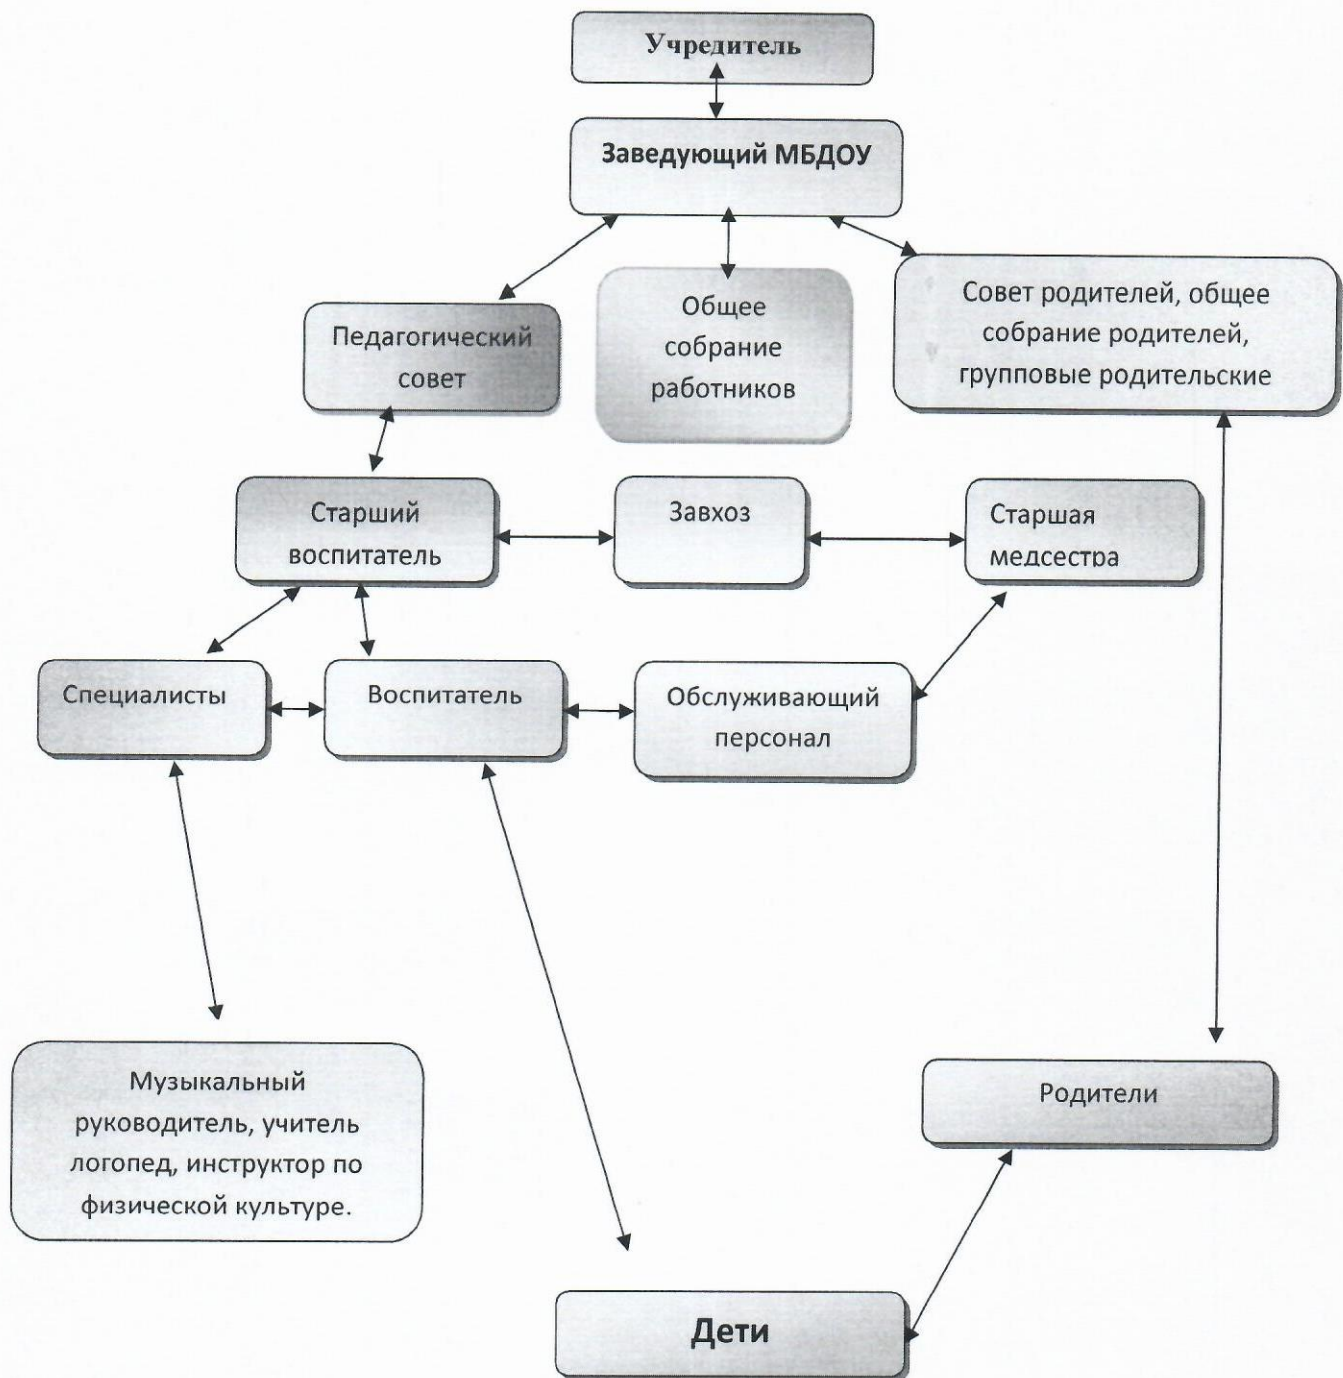 Учредитель
Заведующий МБДОУ
Педагогический
совет
Общее
собрание
работников
Совет родителей, общее
собрание родителей,
групповые родительские
Старший
воспитатель
Завхоз
Старшая
медсестра
Специалисты
Воспитатель
Обслуживающий
персонал
Музыкальный
руководитель, учитель
логопед, инструктор по
физической культуре.
Родители
Дети